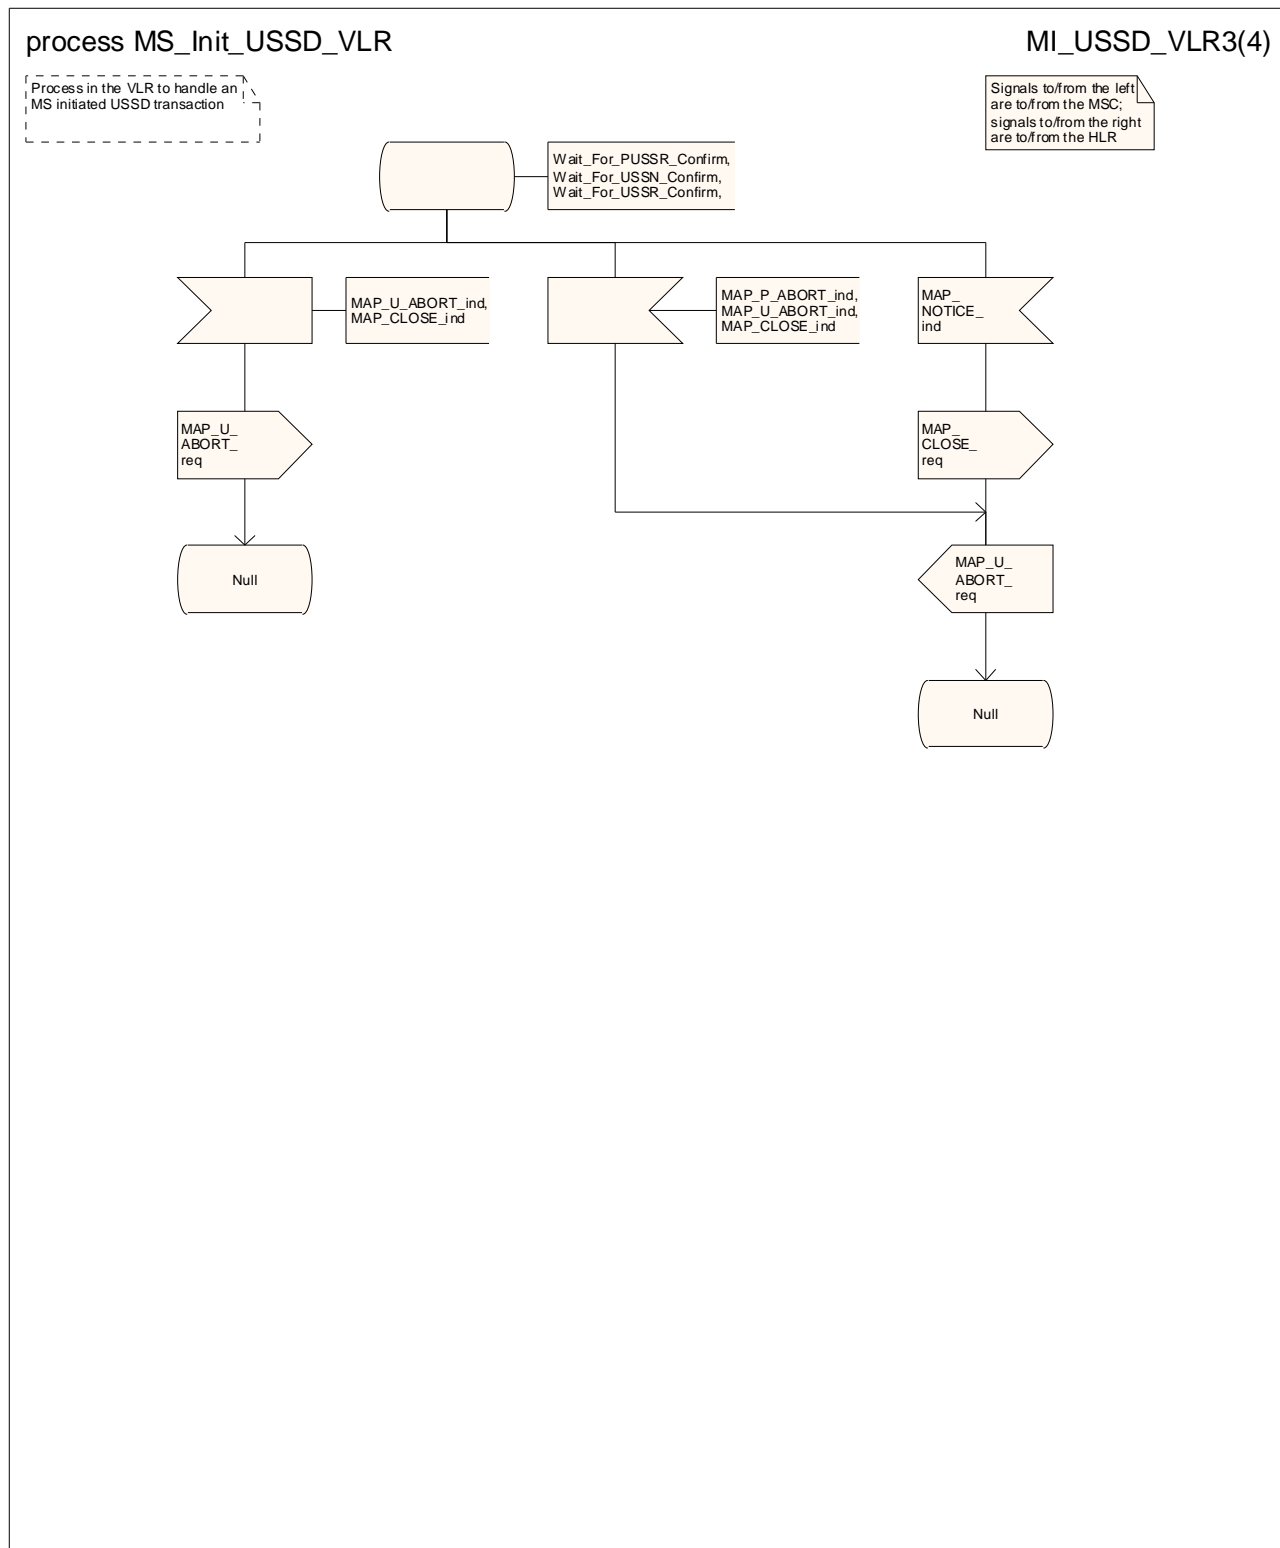 process MS_Init_USSD_VLR
MI_USSD_VLR3(4)
Process in the VLR to handle an
MS initiated USSD transaction
Signals to/from the left
are to/from the MSC;
signals to/from the right
are to/from the HLR
Wait_For_PUSSR_Confirm,
Wait_For_USSN_Confirm,
Wait_For_USSR_Confirm,
MAP_U_ABORT_ind,
MAP_CLOSE_ind
MAP_P_ABORT_ind,
MAP_U_ABORT_ind,
MAP_CLOSE_ind
MAP_
NOTICE_
ind
MAP_U_
ABORT_
req
MAP_
CLOSE_
req
Null
MAP_U_
ABORT_
req
Null